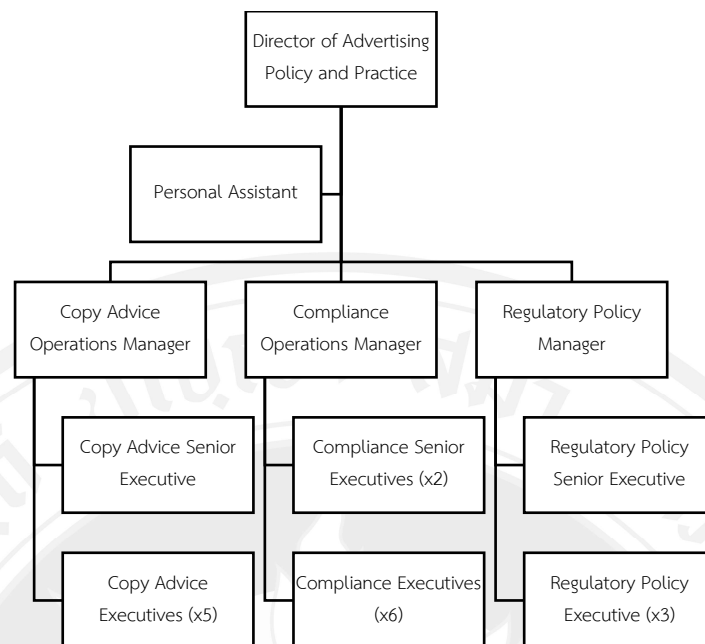 Director of Advertising
Policy and Practice
Personal Assistant
Copy Advice
Operations Manager
Compliance
Operations Manager
Regulatory Policy
Manager
Copy Advice Senior
Executive
Compliance Senior
Executives (x2)
Regulatory Policy
Senior Executive
Copy Advice
Executives (x5)
Compliance Executives
(x6)
Regulatory Policy
Executive (x3)